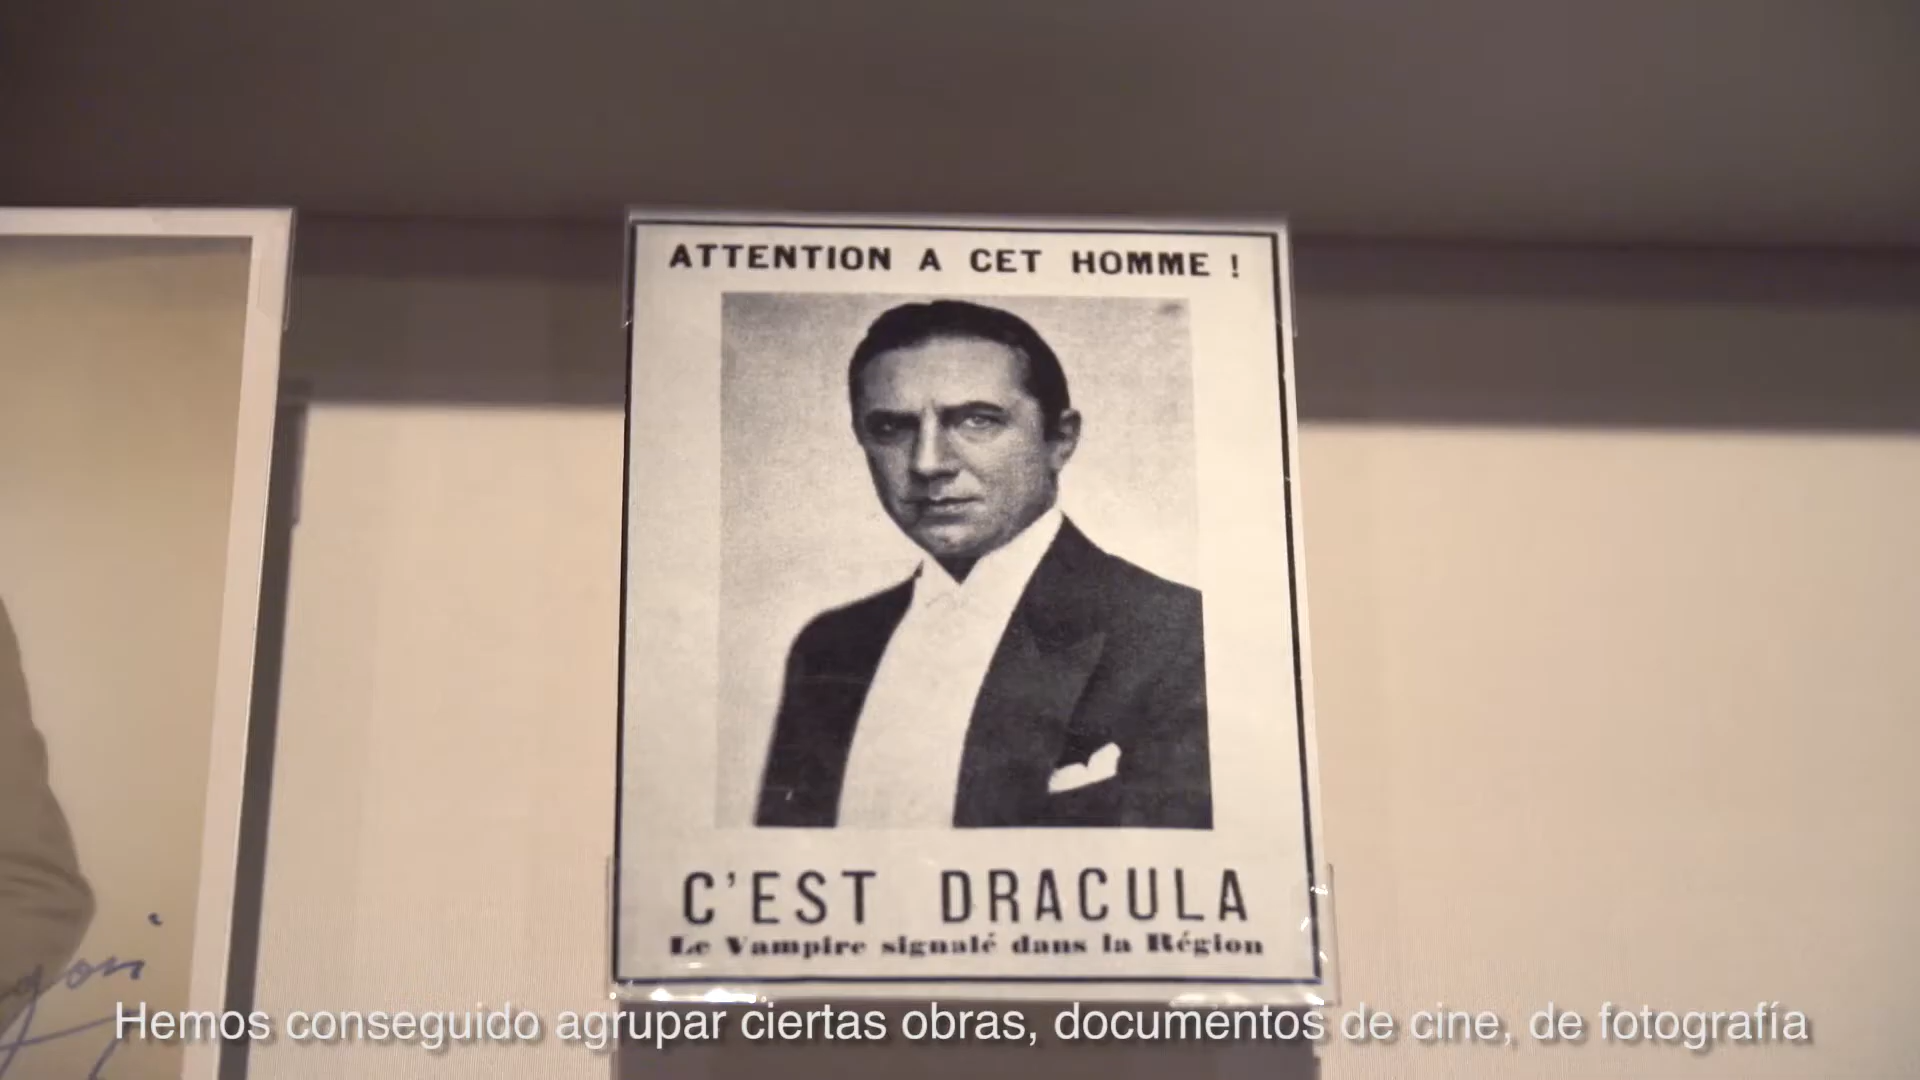 ATTENTION A CET HOMME !
C'EST DRACULA
Le Vampire signalé dans la Région
Hemos conseguido agrupar ciertas obras, documentos de cine, de fotografía